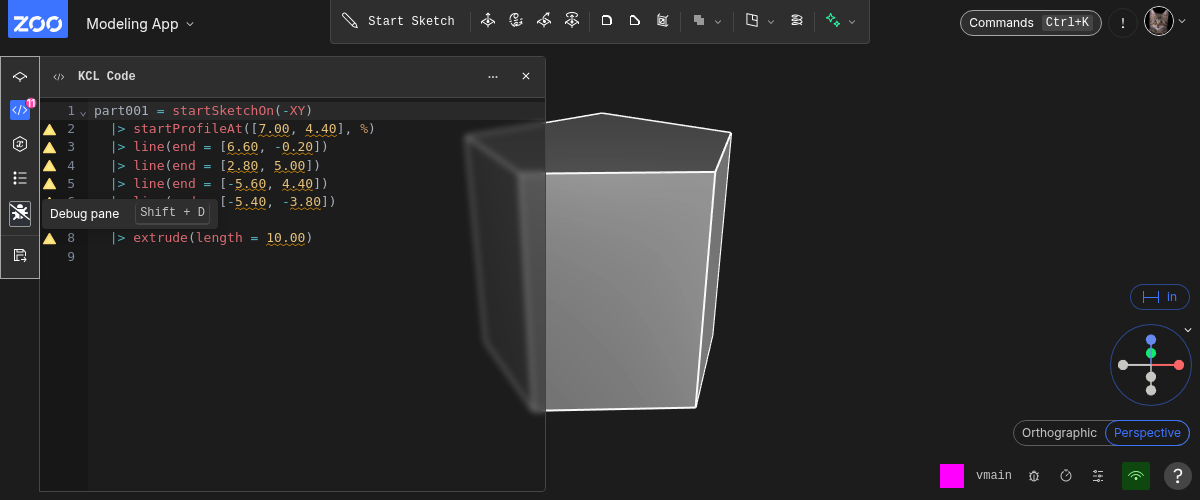 ZOO
Modeling App
Start Sketch
Commands Ctrl+K
!
KCL Code
11
1 part001 = startSketchOn(-XY)
2 |> startProfileAt([7.00, 4.40], %)
3 |> line(end = [6.60, -0.20])
4 |> line(end = [2.80, 5.00])
5 |> line(end = [-5.60, 4.40])
[-5.40, -3.80])
Debug pane Shift + D
8 |> extrude(length = 10.00)
9
in
Orthographic Perspective
vmain
?